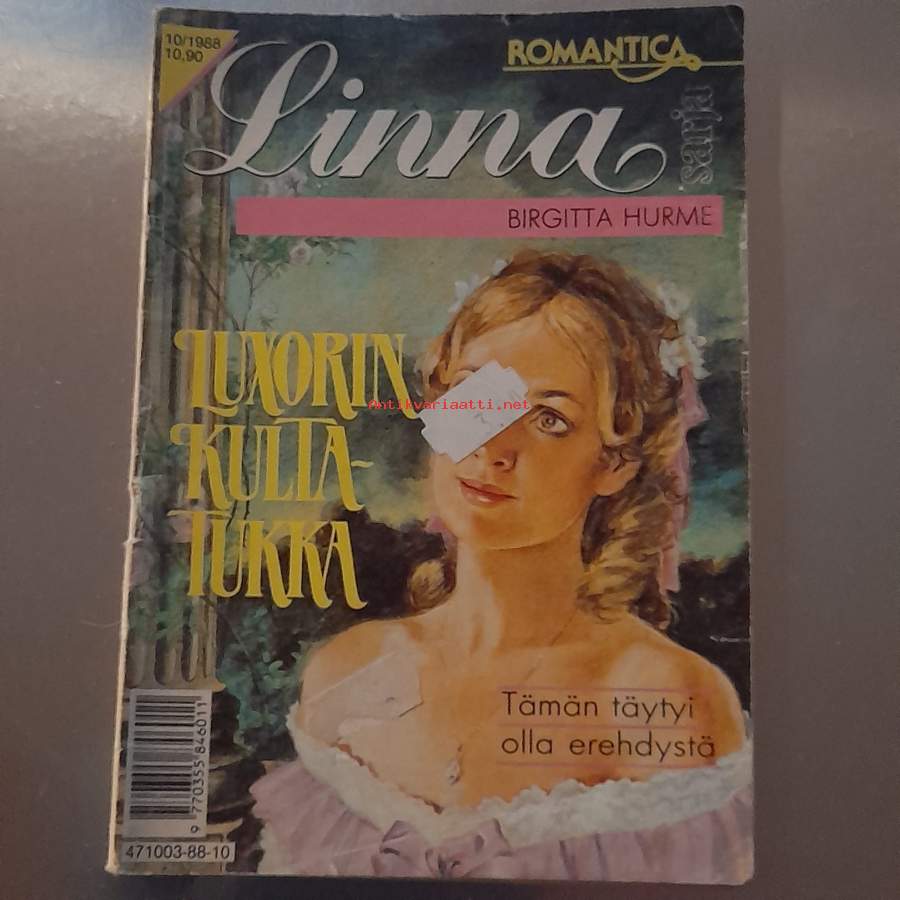 10/1988
10,90
ROMANTICA
Linna
sarja
BIRGITTA HURME
LUXORIN
KULTA-
TUKKA
Antikvariaatti.net
Tämän täytyi
olla erehdystä
9 770355 846011
471003-88-10